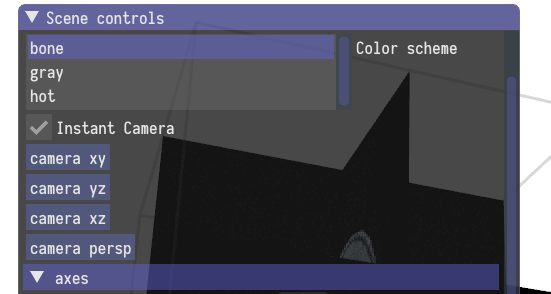 Scene controls
bone
Color scheme
gray
hot
Instant Camera
camera xy
camera yz
camera xz
camera persp
axes